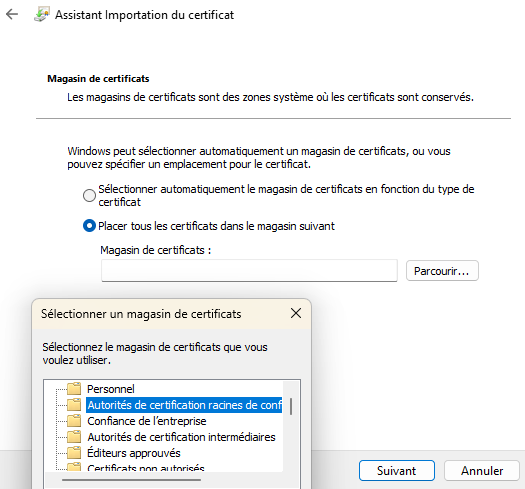 Assistant Importation du certificat
Magasin de certificats
Les magasins de certificats sont des zones système où les certificats sont conservés.
Windows peut sélectionner automatiquement un magasin de certificats, ou vous
pouvez spécifier un emplacement pour le certificat.
Sélectionner automatiquement le magasin de certificats en fonction du type de
certificat
Placer tous les certificats dans le magasin suivant
Magasin de certificats :
Parcourir...
Sélectionner un magasin de certificats
Sélectionnez le magasin de certificats que vous
voulez utiliser.
Personnel
Autorités de certification racines de conf
Confiance de l'entreprise
Autorités de certification intermédiaires
Éditeurs approuvés
Certificats non autorisés
Suivant
Annuler